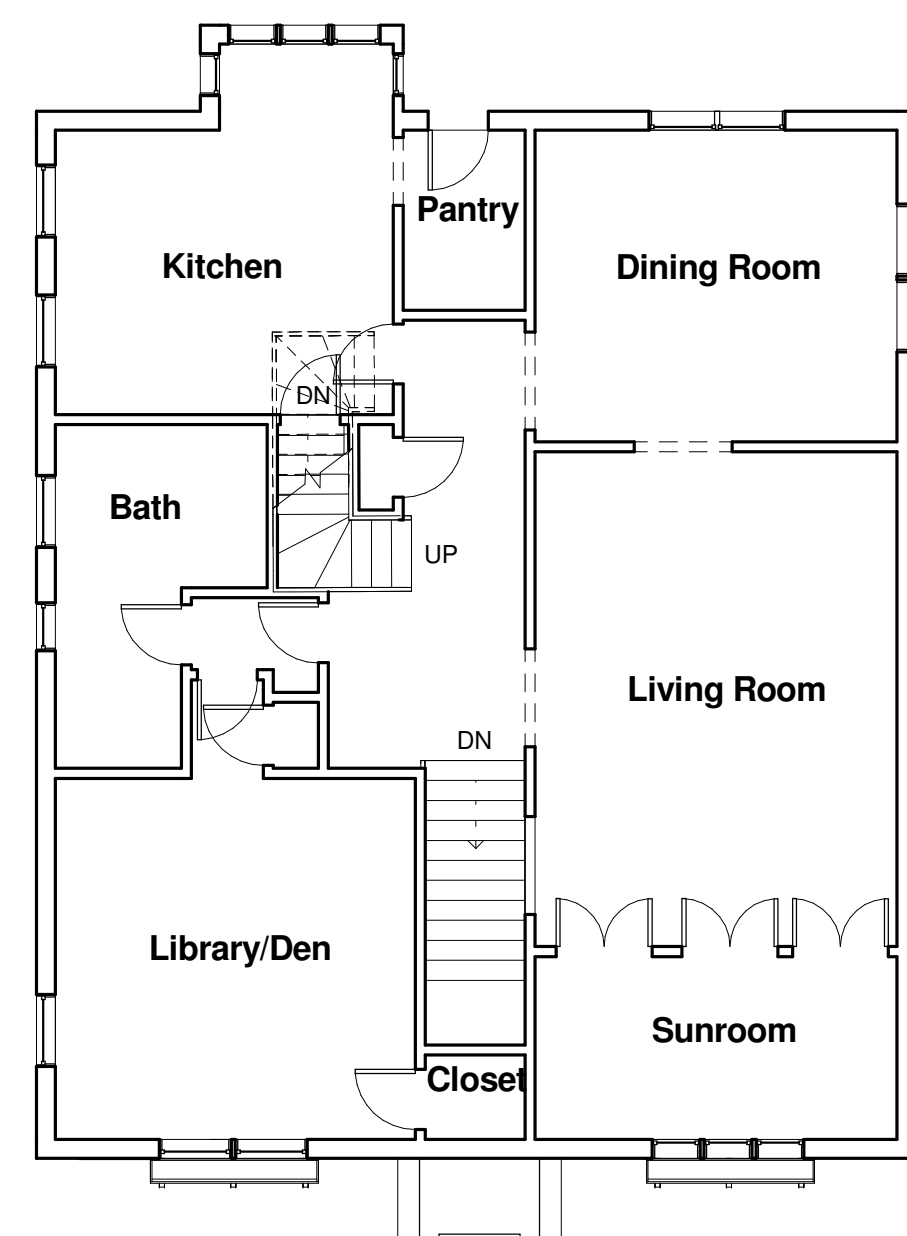 Pantry
Kitchen
Dining Room
DN
Bath
UP
Living Room
DN
Library/Den
Sunroom
Closet